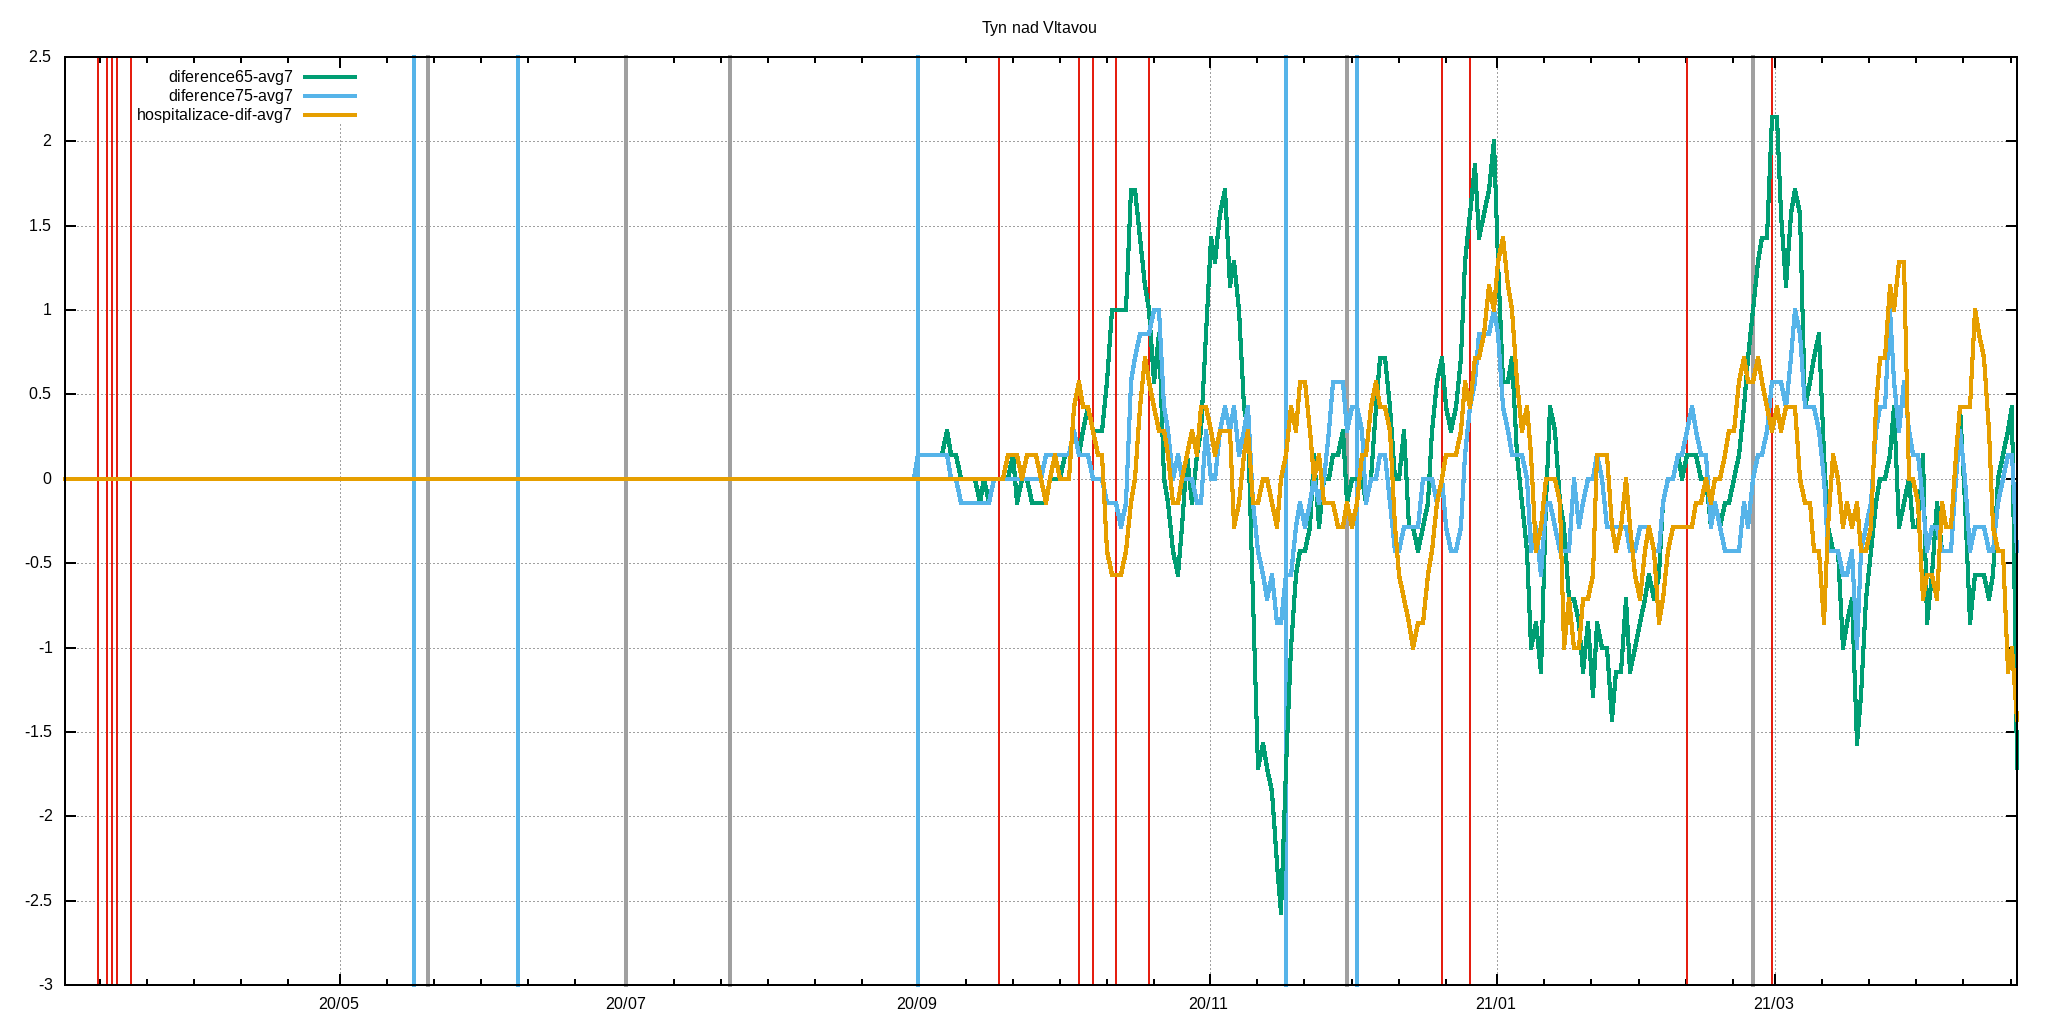 Tyn nad Vltavou
diference65-avg7
diference75-avg7
hospitalizace-dif-avg7
2.5
2
1.5
1
0.5
0
-0.5
-1
-1.5
-2
-2.5
-3
20/05 20/07 20/09 20/11 21/01 21/03